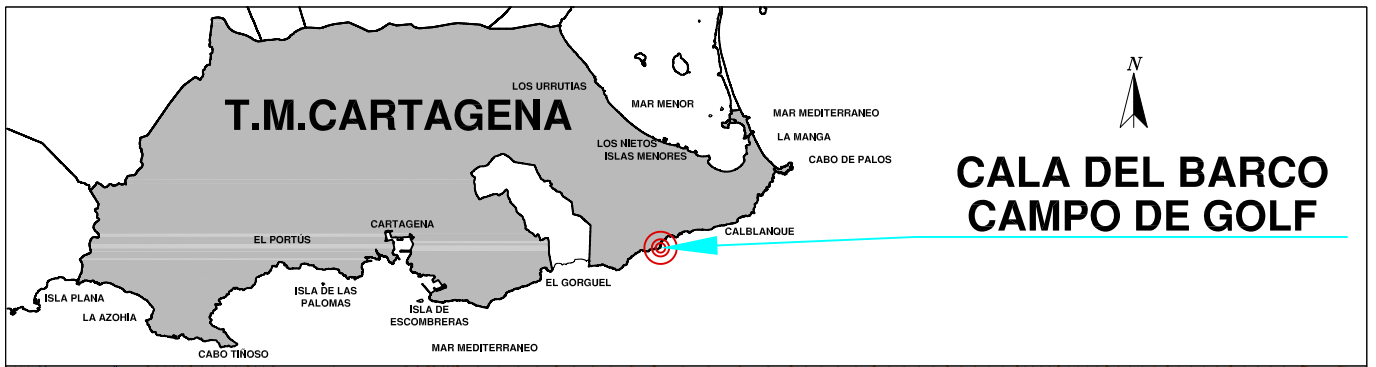 LOS URRUTIAS
T.M.CARTAGENA
MAR MENOR
MAR MEDITERRANEO
LA MANGA
LOS NIETOS
ISLAS MENORES
CABO DE PALOS
CARTAGENA
EL PORTÚS
CALBLANQUE
EL GORGUEL
ISLA PLANA
LA AZOHÍA
ISLA DE LAS
PALOMAS
ISLA DE
ESCOMBRERAS
CABO TIÑOSO
MAR MEDITERRANEO
N
CALA DEL BARCO
CAMPO DE GOLF